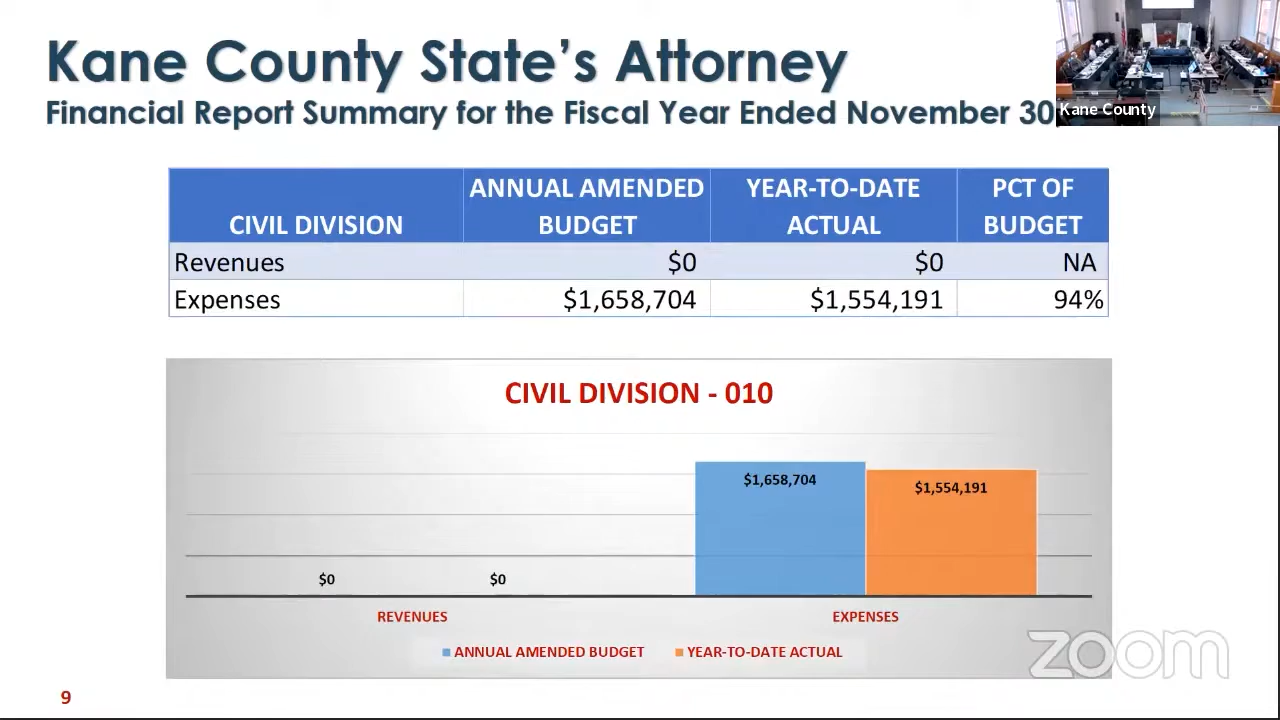 Kane County State’s Attorney
Financial Report Summary for the Fiscal Year Ended November 30
Kane County
CIVIL DIVISION ANNUAL AMENDED BUDGET YEAR-TO-DATE ACTUAL PCT OF BUDGET
Revenues $0 $0 NA
Expenses $1,658,704 $1,554,191 94%
CIVIL DIVISION - 010
$1,658,704 $1,554,191
$0 $0
REVENUES EXPENSES
ANNUAL AMENDED BUDGET YEAR-TO-DATE ACTUAL
zoom
9